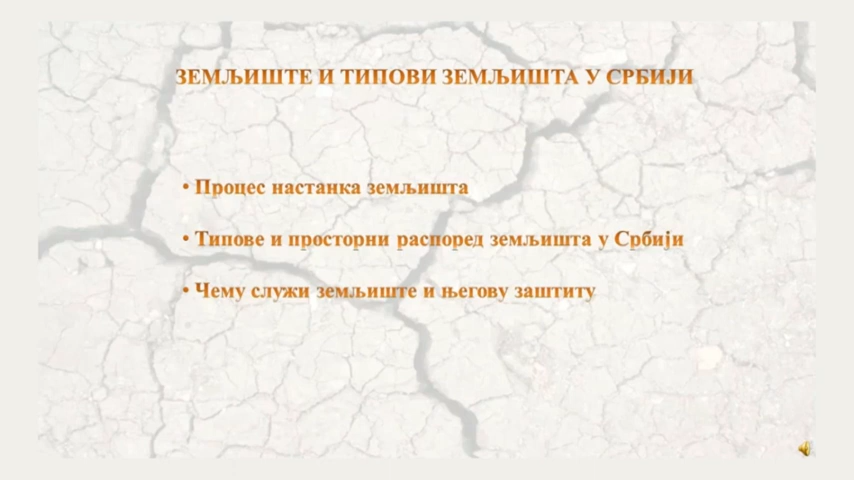 ЗЕМЉИШТЕ И ТИПОВИ ЗЕМЉИШТА У СРБИЈИ
• Процес настанка земљишта
• Типове и просторни распоред земљишта у Србији
• Чему служи земљиште и његову заштиту